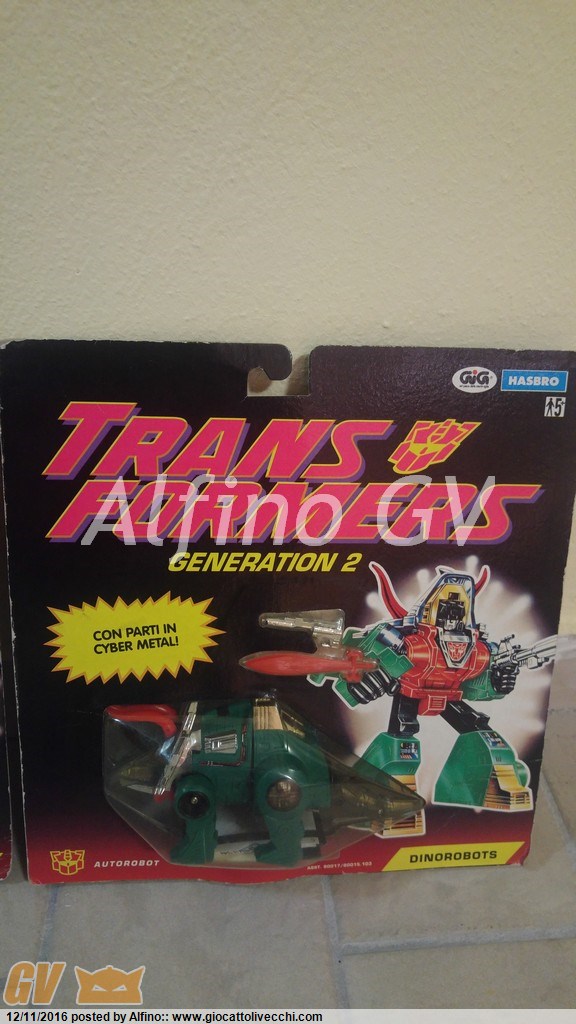 GiG
HASBRO
5
TRANS
FORMERS
Alfino GV
GENERATION 2
CON PARTI IN
CYBER METAL!
AUTOROBOT
DINOROBOTS
GV
12/11/2016 posted by Alfino:: www.giocattolivecchi.com